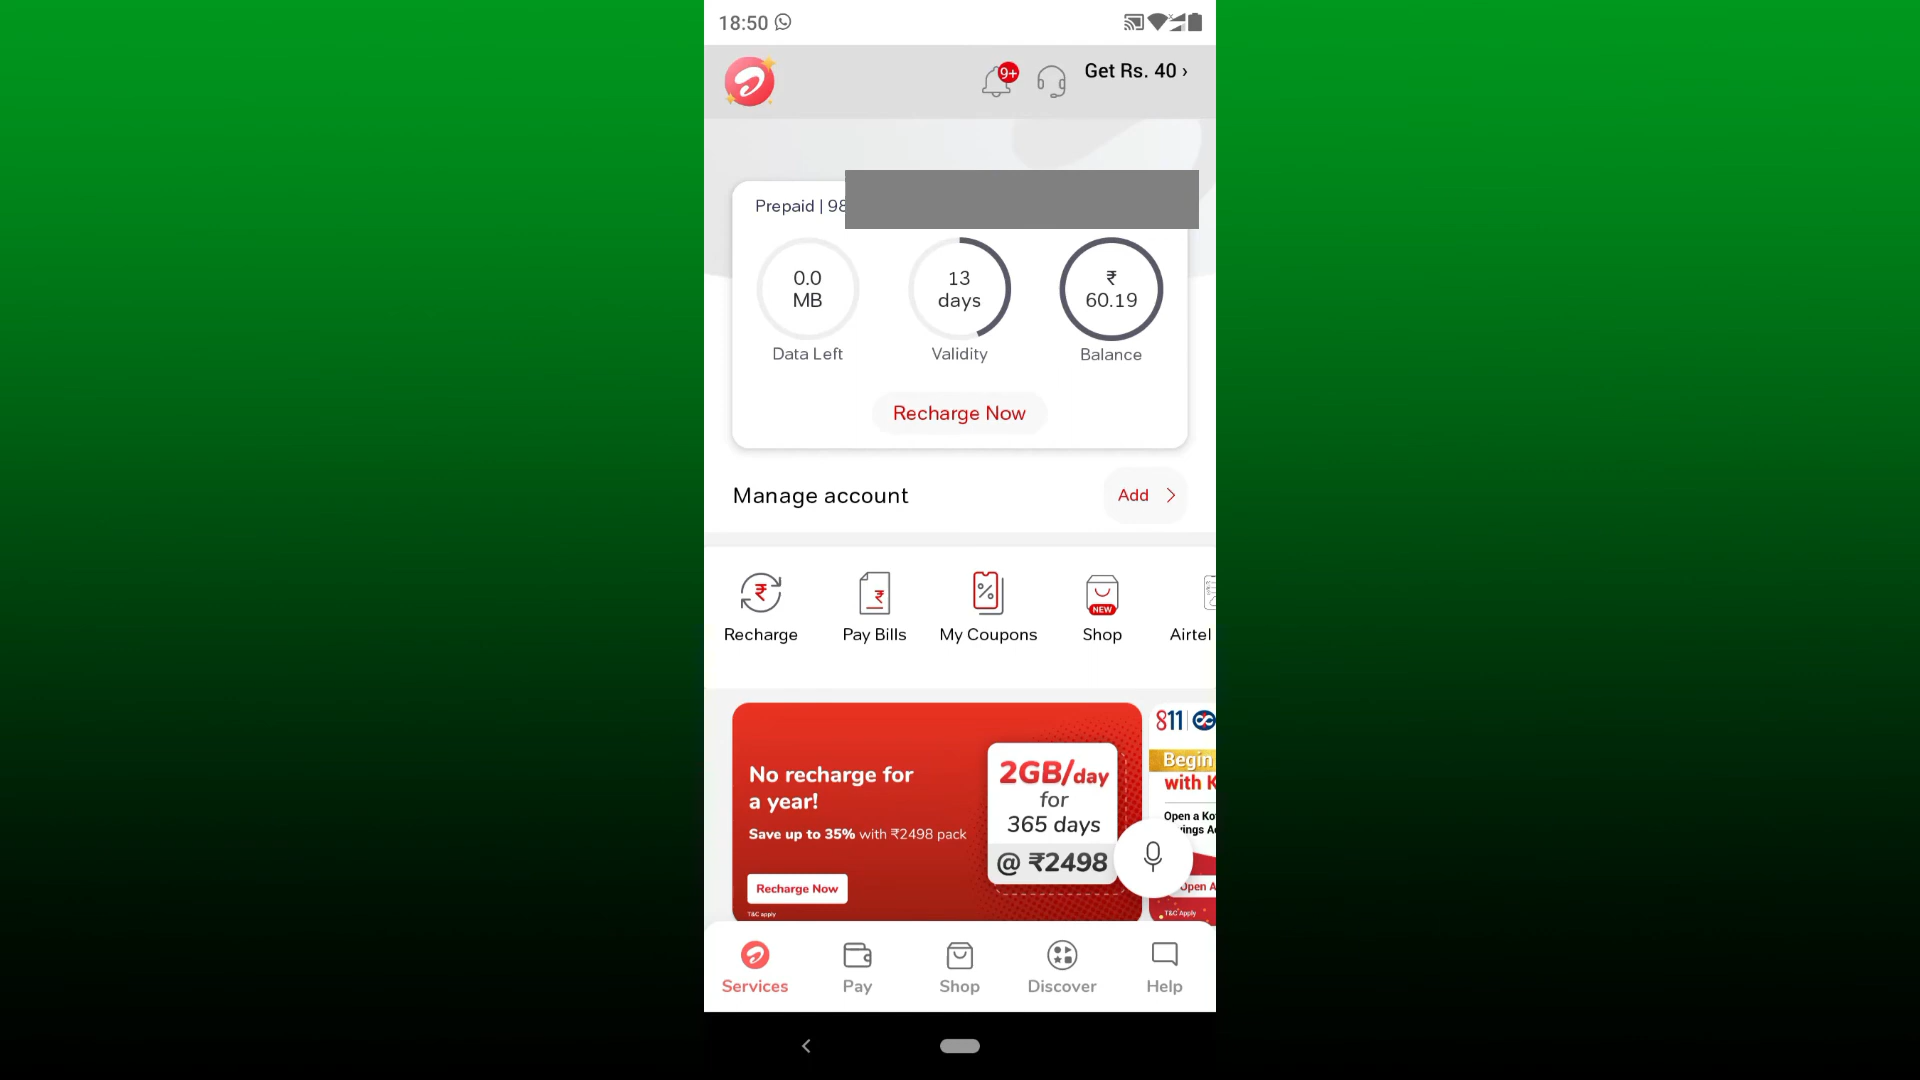 18:50
9+
Get Rs. 40 ›
Prepaid | 98
0.0
MB
Data Left
13
days
Validity
₹
60.19
Balance
Recharge Now
Manage account
Add
Recharge
Pay Bills
My Coupons
NEW
Shop
Airtel
No recharge for
a year!
Save up to 35% with ₹2498 pack
Recharge Now
T&C apply
2GB/day
for
365 days
@ ₹2498
811
Begin
with K
Open a Ko
vings A
Open A
T&C Apply
Services
Pay
Shop
Discover
Help